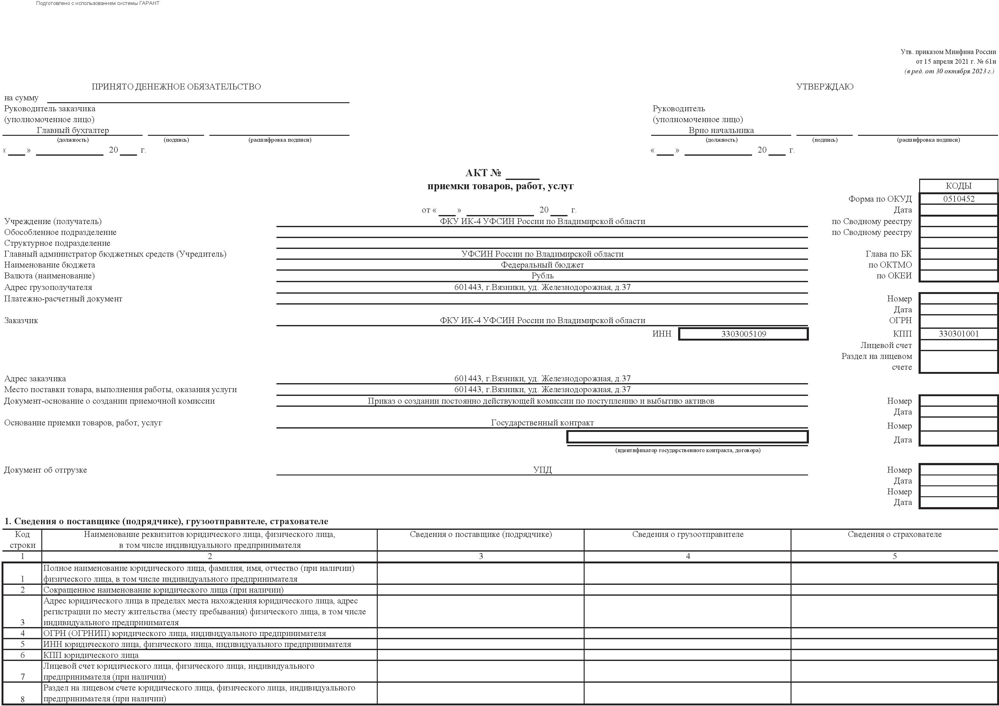 Подготовлено с использованием системы ГАРАНТ
Утв. приказом Минфина России
от 15 апреля 2021 г. № 61н
(в ред. от 30 октября 2023 г.)
ПРИНЯТО ДЕНЕЖНОЕ ОБЯЗАТЕЛЬСТВО
УТВЕРЖДАЮ
на сумму
Руководитель заказчика
Руководитель
(уполномоченное лицо)
(уполномоченное лицо)
Главный бухгалтер
Врио начальника
(должность) (подпись) (расшифровка подписи)
(должность) (подпись) (расшифровка подписи)
« » 20 г.
« » 20 г.
АКТ №
приемки товаров, работ, услуг
КОДЫ
Форма по ОКУД 0510452
от « » 20 г. Дата
Учреждение (получатель) ФКУ ИК-4 УФСИН России по Владимирской области по Сводному реестру
Обособленное подразделение по Сводному реестру
Структурное подразделение
Главный администратор бюджетных средств (Учредитель) УФСИН России по Владимирской области Глава по БК
Наименование бюджета Федеральный бюджет по ОКТМО
Валюта (наименование) Рубль по ОКЕИ
Адрес грузополучателя 601443, г.Вязники, уд. Железнодорожная, д.37
Платежно-расчетный документ Номер
Дата
Заказчик ФКУ ИК-4 УФСИН России по Владимирской области ОГРН
ИНН 3303005109 КПП 330301001
Лицевой счет
Раздел на лицевом
счете
Адрес заказчика 601443, г.Вязники, уд. Железнодорожная, д.37
Место поставки товара, выполнения работы, оказания услуги 601443, г.Вязники, уд. Железнодорожная, д.37
Документ-основание о создании приемочной комиссии Приказ о создании постоянно действующей комиссии по поступлению и выбытию активов Номер
Дата
Основание приемки товаров, работ, услуг Государственный контракт Номер
Дата
(идентификатор государственного контракта, договора)
Документ об отгрузке УПД Номер
Дата
Номер
Дата
1. Сведения о поставщике (подрядчике), грузоотправителе, страхователе
Код
строки
Наименование реквизитов юридического лица, физического лица,
в том числе индивидуального предпринимателя
Сведения о поставщике (подрядчике)
Сведения о грузоотправителе
Сведения о страхователе
1 2 3 4 5
1
Полное наименование юридического лица, фамилия, имя, отчество (при наличии)
физического лица, в том числе индивидуального предпринимателя
2 Сокращенное наименование юридического лица (при наличии)
3
Адрес юридического лица в пределах места нахождения юридического лица, адрес
регистрации по месту жительства (месту пребывания) физического лица, в том числе
индивидуального предпринимателя
4 ОГРН (ОГРНИП) юридического лица, индивидуального предпринимателя
5 ИНН юридического лица, физического лица, индивидуального предпринимателя
6 КПП юридического лица
7
Лицевой счет юридического лица, физического лица, индивидуального
предпринимателя (при наличии)
8
Раздел на лицевом счете юридического лица, физического лица, индивидуального
предпринимателя (при наличии)